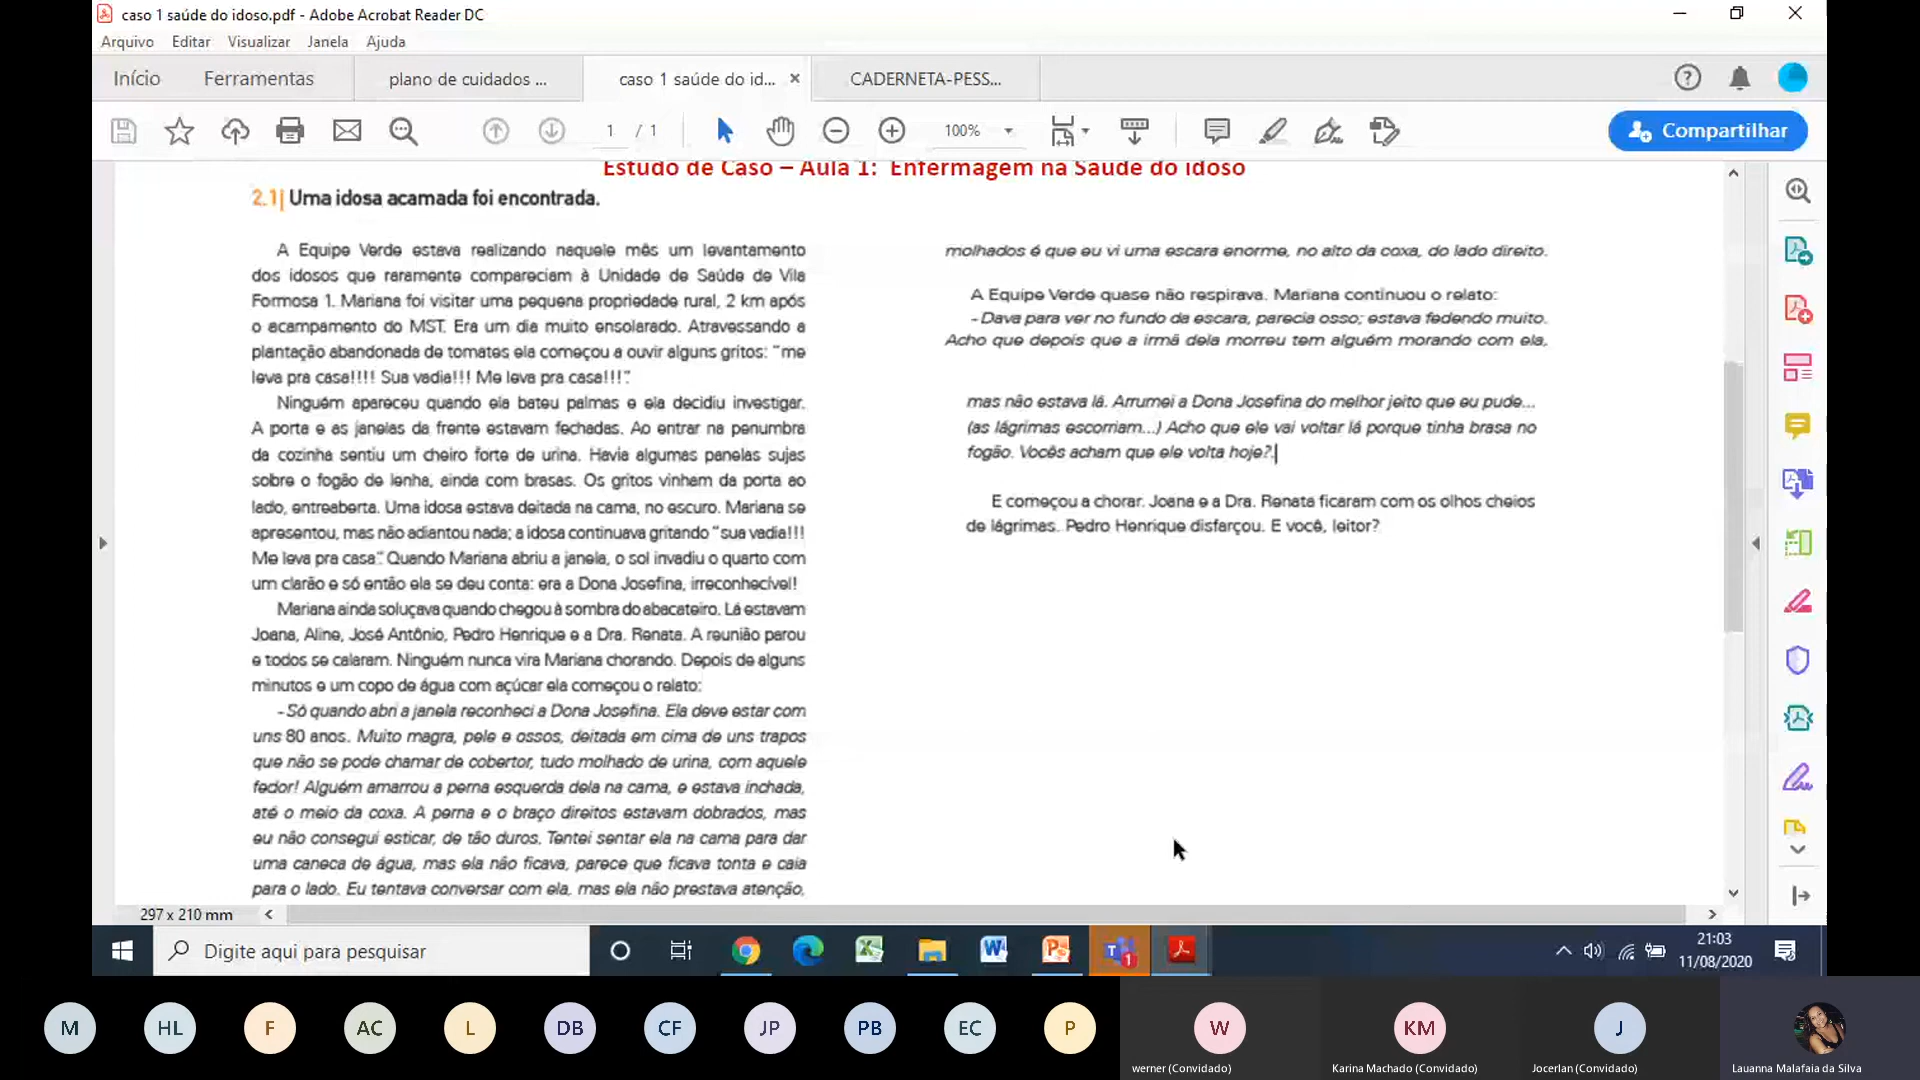 caso 1 saúde do idoso.pdf - Adobe Acrobat Reader DC
Arquivo Editar Visualizar Janela Ajuda
Início Ferramentas plano de cuidados ... caso 1 saúde do id... × CADERNETA-PESS...
1 / 1 100% Compartilhar
Estudo de Caso – Aula 1: Enfermagem na Saúde do idoso
2.1| Uma idosa acamada foi encontrada.
A Equipe Verde estava realizando naquele mês um levantamento
dos idosos que raramente compareciam à Unidade de Saúde de Vila
Formosa 1. Mariana foi visitar uma pequena propriedade rural, 2 km após
o acampamento do MST. Era um dia muito ensolarado. Atravessando a
plantação abandonada de tomates ela começou a ouvir alguns gritos: "me
leva pra casa!!!! Sua vadia!!! Me leva pra casa!!!".
Ninguém apareceu quando ela bateu palmas e ela decidiu investigar.
A porta e as janelas da frente estavam fechadas. Ao entrar na penumbra
da cozinha sentiu um cheiro forte de urina. Havia algumas panelas sujas
sobre o fogão de lenha, ainda com brasas. Os gritos vinham da porta ao
lado, entreaberta. Uma idosa estava deitada na cama, no escuro. Mariana se
apresentou, mas não adiantou nada; a idosa continuava gritando "sua vadia!!!
Me leva pra casa". Quando Mariana abriu a janela, o sol invadiu o quarto com
um clarão e só então ela se deu conta: era a Dona Josefina, irreconhecível!
Mariana ainda soluçava quando chegou à sombra do abacateiro. Lá estavam
Joana, Aline, José Antônio, Pedro Henrique e a Dra. Renata. A reunião parou
e todos se calaram. Ninguém nunca vira Mariana chorando. Depois de alguns
minutos e um copo de água com açúcar ela começou o relato:
- Só quando abri a janela reconheci a Dona Josefina. Ela deve estar com
uns 80 anos. Muito magra, pele e ossos, deitada em cima de uns trapos
que não se pode chamar de cobertor, tudo molhado de urina, com aquele
fedor! Alguém amarrou a perna esquerda dela na cama, e estava inchada,
até o meio da coxa. A perna e o braço direitos estavam dobrados, mas
eu não consegui esticar, de tão duros. Tentei sentar ela na cama para dar
uma caneca de água, mas ela não ficava, parece que ficava tonta e caia
para o lado. Eu tentava conversar com ela, mas ela não prestava atenção,
molhados é que eu vi uma escara enorme, no alto da coxa, do lado direito.
A Equipe Verde quase não respirava. Mariana continuou o relato:
- Dava para ver no fundo da escara, parecia osso; estava fedendo muito.
Acho que depois que a irmã dela morreu tem alguém morando com ela,
mas não estava lá. Arrumei a Dona Josefina do melhor jeito que eu pude...
(as lágrimas escorriam...) Acho que ele vai voltar lá porque tinha brasa no
fogão. Vocês acham que ele volta hoje?.
E começou a chorar. Joana e a Dra. Renata ficaram com os olhos cheios
de lágrimas. Pedro Henrique disfarçou. E você, leitor?
297 x 210 mm
Digite aqui para pesquisar
1
21:03
11/08/2020
M HL F AC L DB CF JP PB EC P W KM J
werner (Convidado) Karina Machado (Convidado) Jocerlan (Convidado) Lauanna Malafaia da Silva